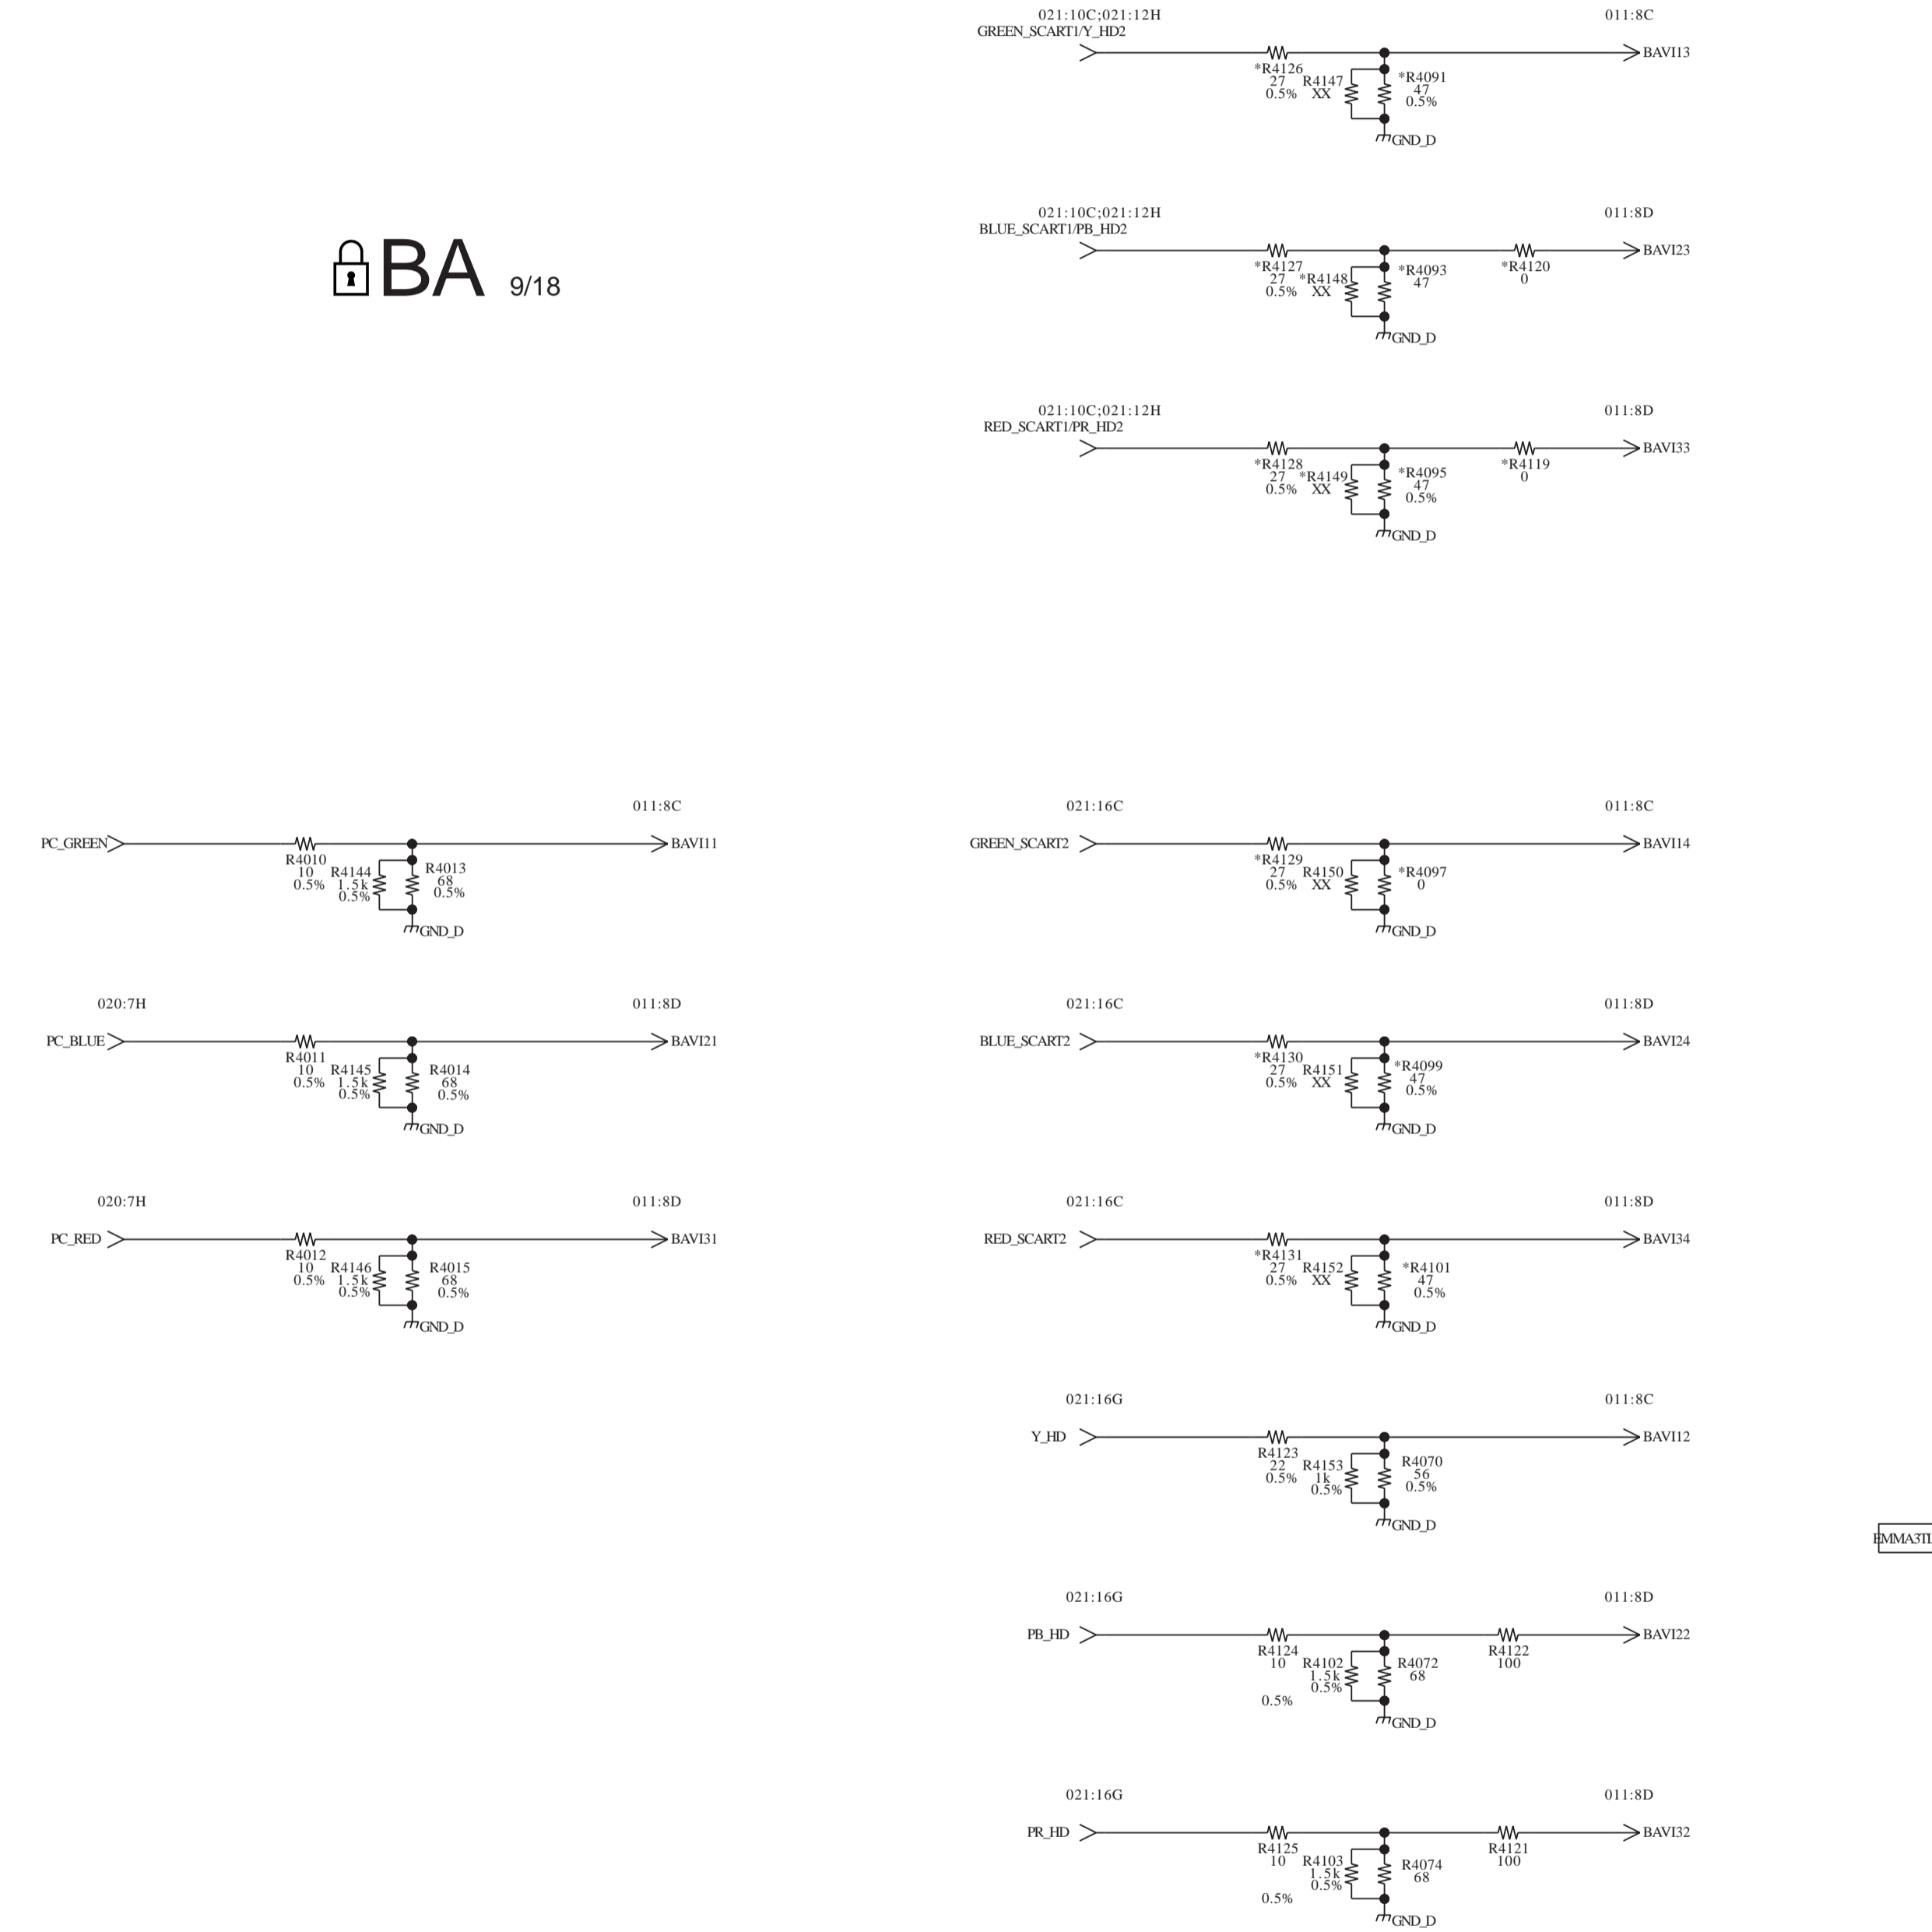 021:10C;021:12H 011:8C
GREEN_SCART1/Y_HD2
BAVI13
*R4126
27 R4147 *R4091
0.5% XX 47
0.5%
GND_D
BA 9/18
021:10C;021:12H 011:8D
BLUE_SCART1/PB_HD2
BAVI23
*R4127 *R4093 *R4120
27 *R4148 47 0
0.5% XX
GND_D
021:10C;021:12H 011:8D
RED_SCART1/PR_HD2
BAVI33
*R4128 *R4095 *R4119
27 *R4149 47 0
0.5% XX 0.5%
GND_D
011:8C
PC_GREEN BAVI11
R4010 R4013
10 R4144 68
0.5% 1.5k 0.5%
0.5%
GND_D
020:7H 011:8D
PC_BLUE BAVI21
R4011 R4014
10 R4145 68
0.5% 1.5k 0.5%
0.5%
GND_D
020:7H 011:8D
PC_RED BAVI31
R4012 R4015
10 R4146 68
0.5% 1.5k 0.5%
0.5%
GND_D
021:16C 011:8C
GREEN_SCART2 BAVI14
*R4129 *R4097
27 R4150 0
0.5% XX
GND_D
021:16C 011:8D
BLUE_SCART2 BAVI24
*R4130 *R4099
27 R4151 47
0.5% XX 0.5%
GND_D
021:16C 011:8D
RED_SCART2 BAVI34
*R4131 *R4101
27 R4152 47
0.5% XX 0.5%
GND_D
021:16G 011:8C
Y_HD BAVI12
R4123 R4070
22 R4153 56
0.5% 1k 0.5%
0.5%
GND_D
EMMA3TL
021:16G 011:8D
PB_HD BAVI22
R4124 R4072 R4122
10 R4102 68 100
1.5k
0.5%
0.5%
GND_D
021:16G 011:8D
PR_HD BAVI32
R4125 R4074 R4121
10 R4103 68 100
1.5k
0.5%
0.5%
GND_D